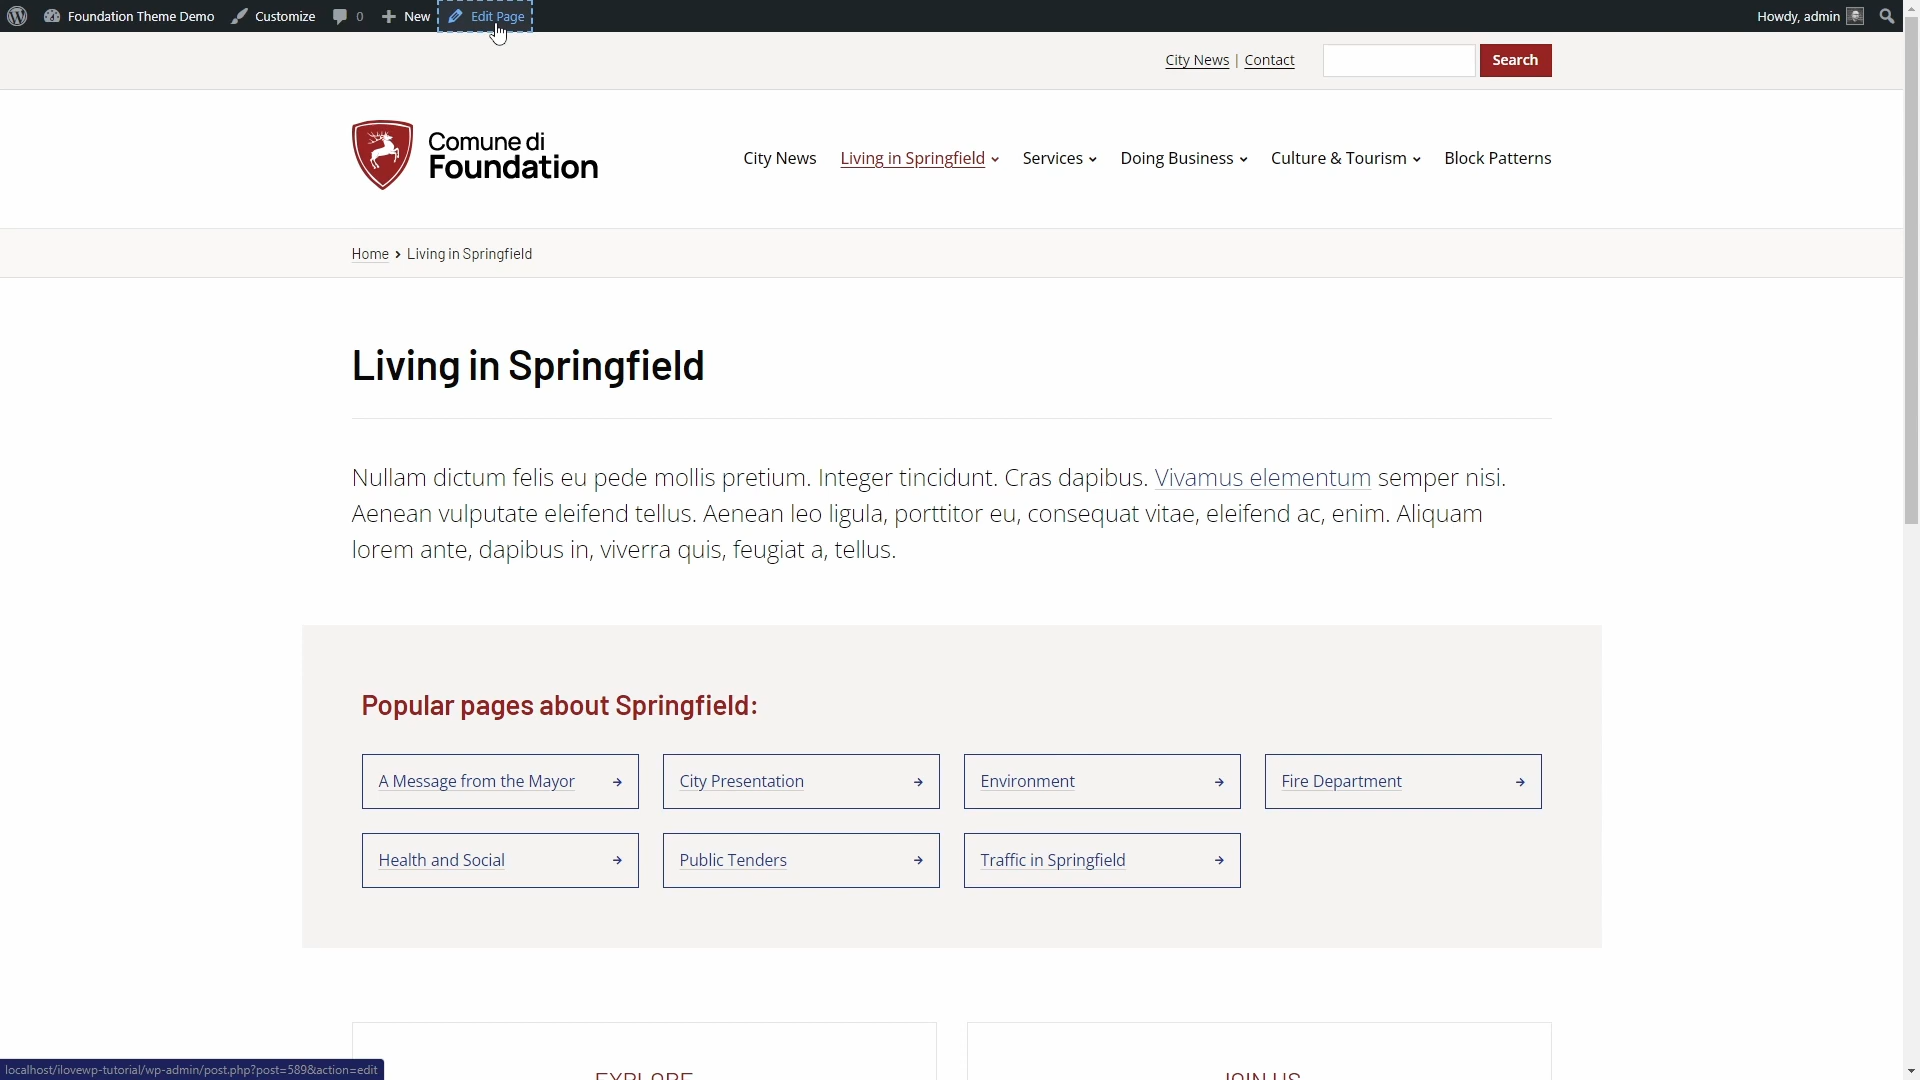 Foundation Theme Demo Customize 0 New Edit Page Howdy, admin
City News | Contact Search
Comune di
Foundation
City News Living in Springfield Services Doing Business Culture & Tourism Block Patterns
Home › Living in Springfield
Living in Springfield
Nullam dictum felis eu pede mollis pretium. Integer tincidunt. Cras dapibus. Vivamus elementum semper nisi.
Aenean vulputate eleifend tellus. Aenean leo ligula, porttitor eu, consequat vitae, eleifend ac, enim. Aliquam
lorem ante, dapibus in, viverra quis, feugiat a, tellus.
Popular pages about Springfield:
A Message from the Mayor → City Presentation → Environment → Fire Department →
Health and Social → Public Tenders → Traffic in Springfield →
EXPLORE JOIN US
localhost/ilovewp-tutorial/wp-admin/post.php?post=589&action=edit